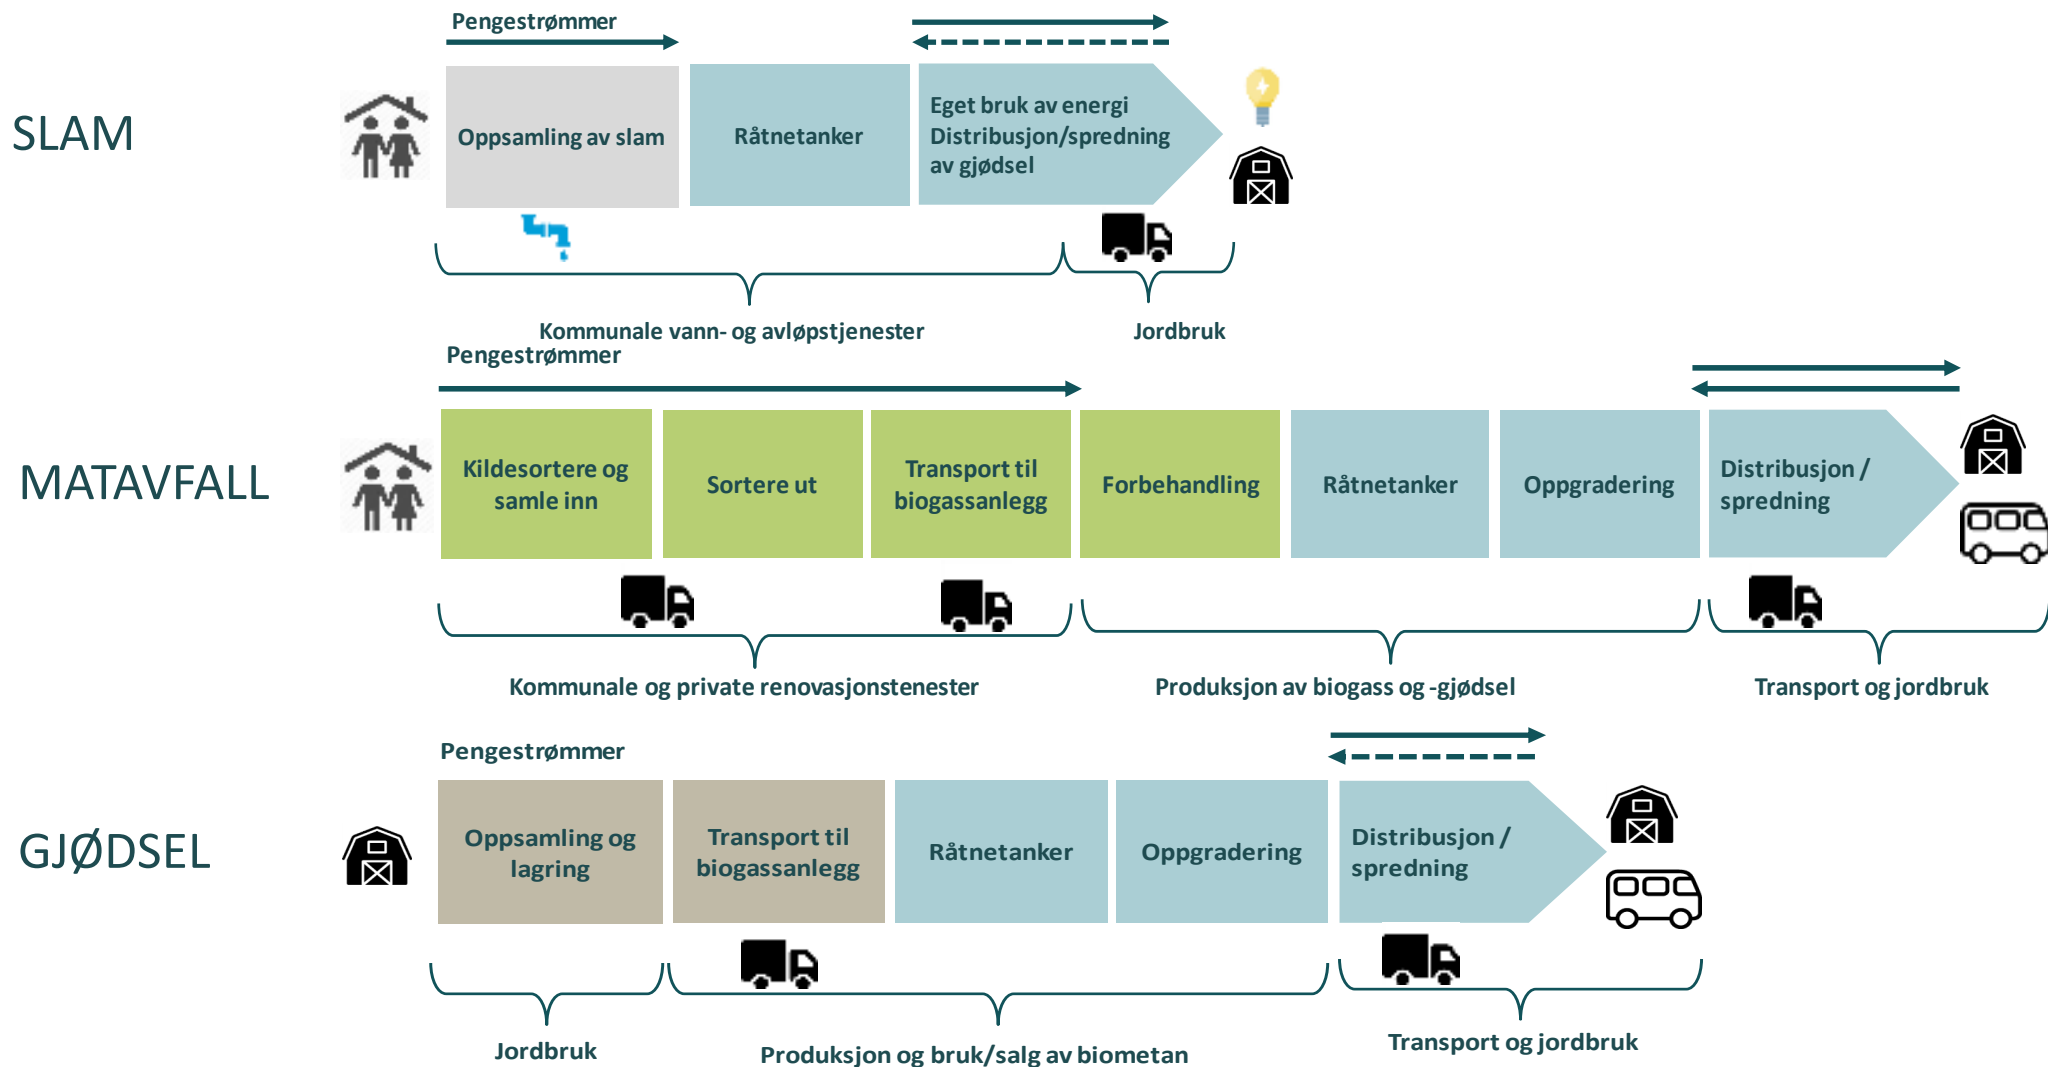 Pengestrømmer
SLAM
Oppsamling av slam
Råtnetanker
Eget bruk av energi
Distribusjon/spredning
av gjødsel
Kommunale vann- og avløpstjenester
Jordbruk
Pengestrømmer
MATAVFALL
Kildesortere og
samle inn
Sortere ut
Transport til
biogassanlegg
Forbehandling
Råtnetanker
Oppgradering
Distribusjon /
spredning
Kommunale og private renovasjonstenester
Produksjon av biogass og -gjødsel
Transport og jordbruk
Pengestrømmer
GJØDSEL
Oppsamling og
lagring
Transport til
biogassanlegg
Råtnetanker
Oppgradering
Distribusjon /
spredning
Jordbruk
Produksjon og bruk/salg av biometan
Transport og jordbruk